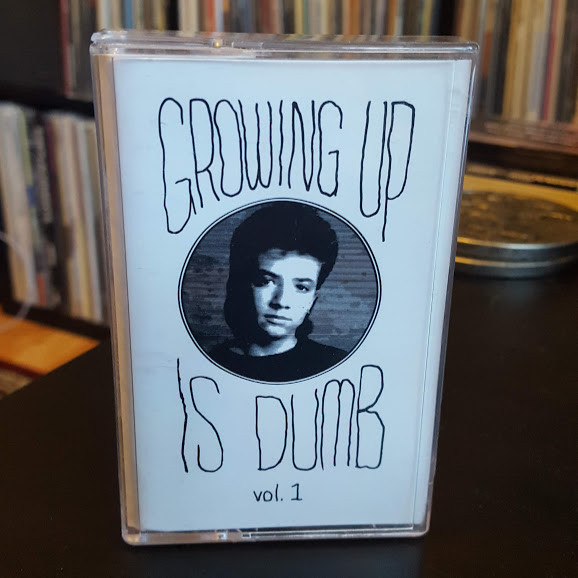 GROWING UP
IS DUMB
vol. 1